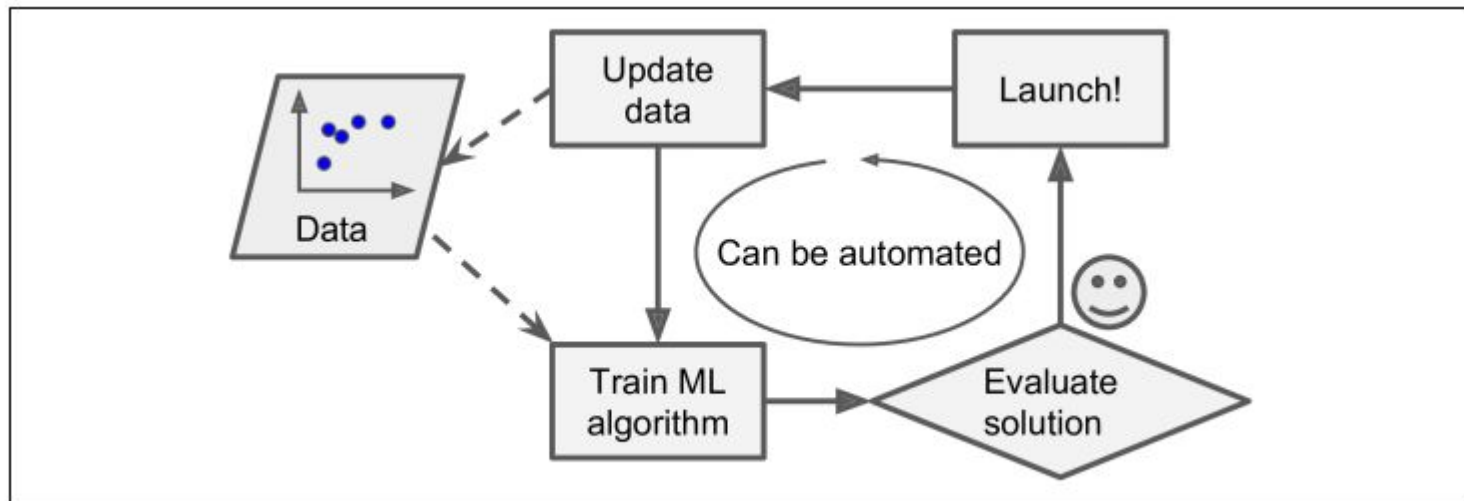 Update
data
Launch!
Data
Can be automated
Train ML
algorithm
Evaluate
solution